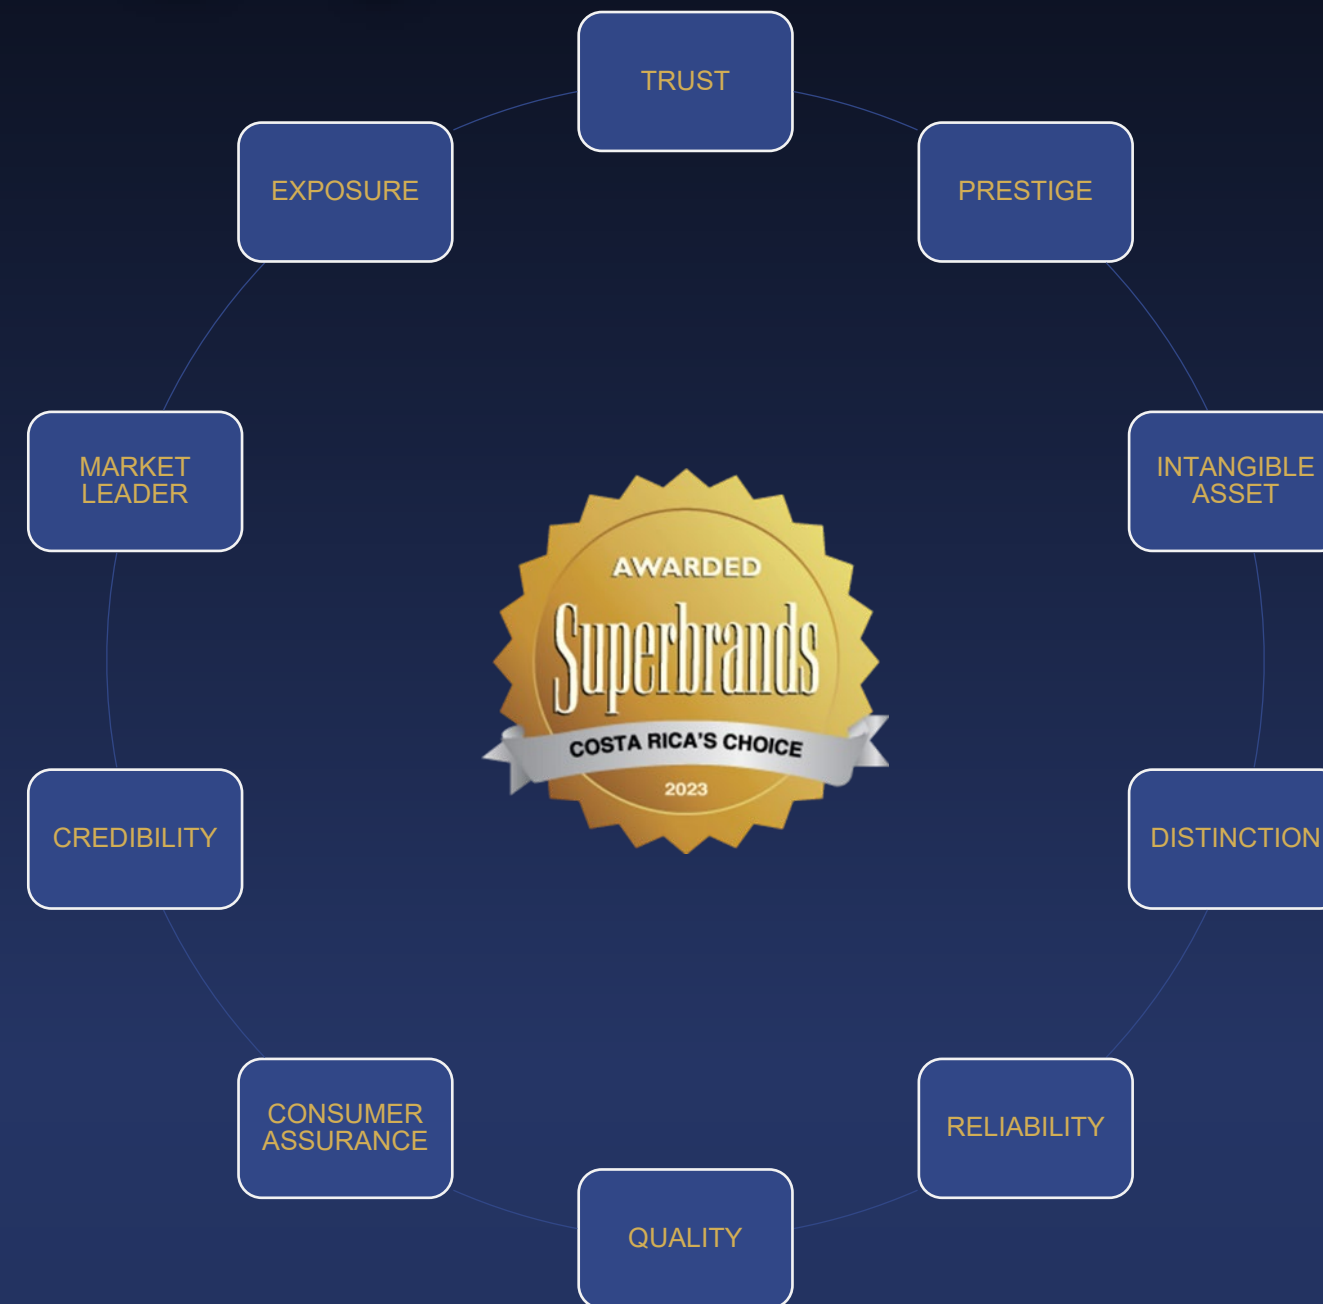 TRUST
EXPOSURE
PRESTIGE
MARKET
LEADER
INTANGIBLE
ASSET
AWARDED
Superbrands
COSTA RICA'S CHOICE
2023
CREDIBILITY
DISTINCTION
CONSUMER
ASSURANCE
RELIABILITY
QUALITY